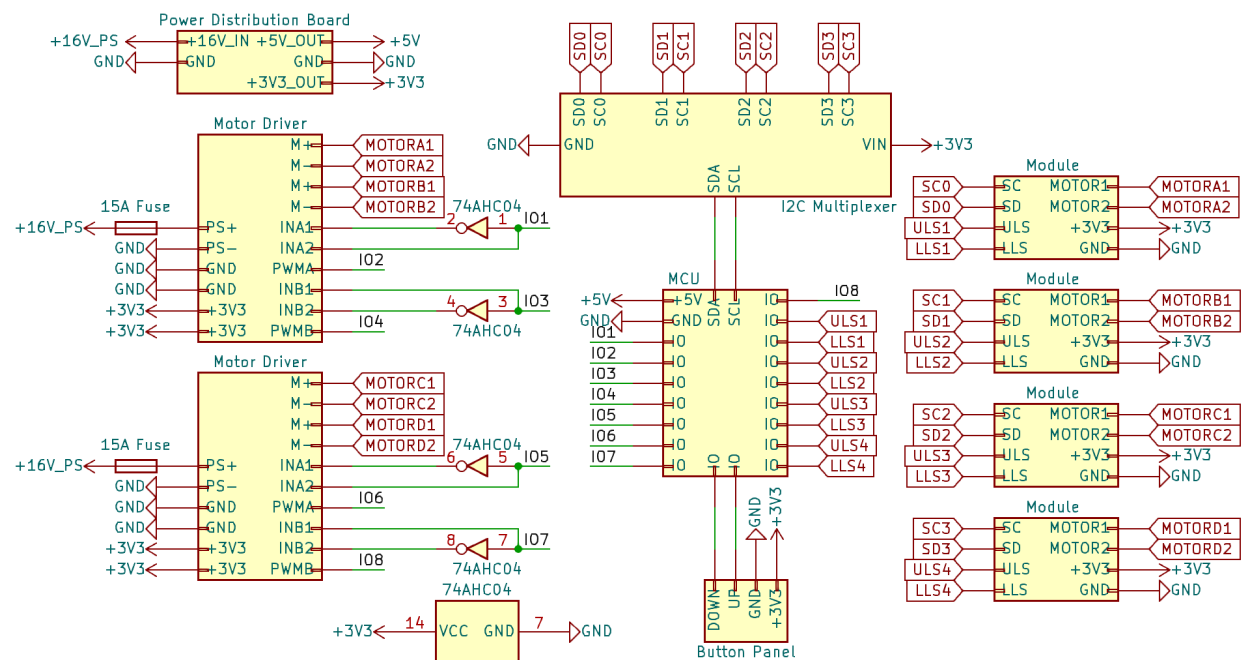 Power Distribution Board
+16V_PS +16V_IN +5V_OUT +5V
GND GND GND GND
+3V3_OUT +3V3
Motor Driver
M+ MOTORA1
M- MOTORA2
M+ MOTORB1
M- MOTORB2
15A Fuse
+16V_PS PS+ INA1 2 74AHC04 1 IO1
GND PS- INA2
GND GND PWMA IO2
GND GND INB1
+3V3 +3V3 INB2 4 3 IO3
74AHC04
+3V3 +3V3 PWMB IO4
Motor Driver
M+ MOTORC1
M- MOTORC2
M+ MOTORD1
M- MOTORD2
15A Fuse
+16V_PS PS+ INA1 6 74AHC04 5 IO5
GND PS- INA2
GND GND PWMA IO6
GND GND INB1
+3V3 +3V3 INB2 8 7 IO7
74AHC04
+3V3 +3V3 PWMB IO8
74AHC04
+3V3 14 VCC GND 7 GND
SD0 SC0 SD1 SC1 SD2 SC2 SD3 SC3
SD0 SC0 SD1 SC1 SD2 SC2 SD3 SC3
GND GND VIN +3V3
SDA SCL
I2C Multiplexer
MCU
SDA SCL
+5V +5V IO IO8
GND GND IO ULS1
IO1 IO IO LLS1
IO2 IO IO ULS2
IO3 IO IO LLS2
IO4 IO IO ULS3
IO5 IO IO LLS3
IO6 IO IO ULS4
IO7 IO IO LLS4
IO IO
GND +3V3
DOWN UP GND +3V3
Button Panel
Module
SC0 SC MOTOR1 MOTORA1
SD0 SD MOTOR2 MOTORA2
ULS1 ULS +3V3 +3V3
LLS1 LLS GND GND
Module
SC1 SC MOTOR1 MOTORB1
SD1 SD MOTOR2 MOTORB2
ULS2 ULS +3V3 +3V3
LLS2 LLS GND GND
Module
SC2 SC MOTOR1 MOTORC1
SD2 SD MOTOR2 MOTORC2
ULS3 ULS +3V3 +3V3
LLS3 LLS GND GND
Module
SC3 SC MOTOR1 MOTORD1
SD3 SD MOTOR2 MOTORD2
ULS4 ULS +3V3 +3V3
LLS4 LLS GND GND